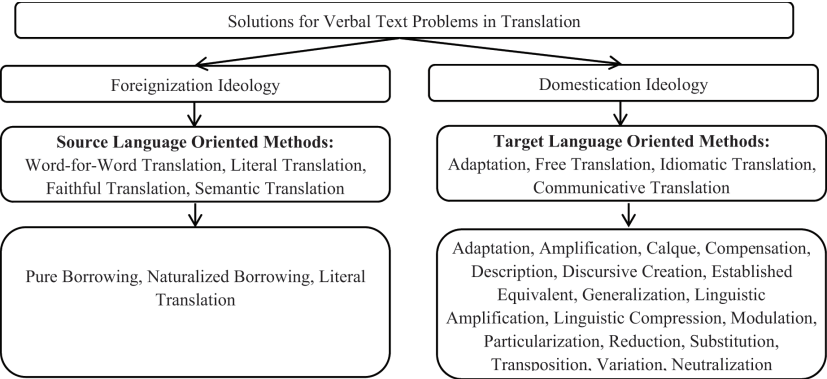 Solutions for Verbal Text Problems in Translation
Foreignization Ideology
Domestication Ideology
Source Language Oriented Methods:
Word-for-Word Translation, Literal Translation,
Faithful Translation, Semantic Translation
Target Language Oriented Methods:
Adaptation, Free Translation, Idiomatic Translation,
Communicative Translation
Pure Borrowing, Naturalized Borrowing, Literal
Translation
Adaptation, Amplification, Calque, Compensation,
Description, Discursive Creation, Established
Equivalent, Generalization, Linguistic
Amplification, Linguistic Compression, Modulation,
Particularization, Reduction, Substitution,
Transposition, Variation, Neutralization